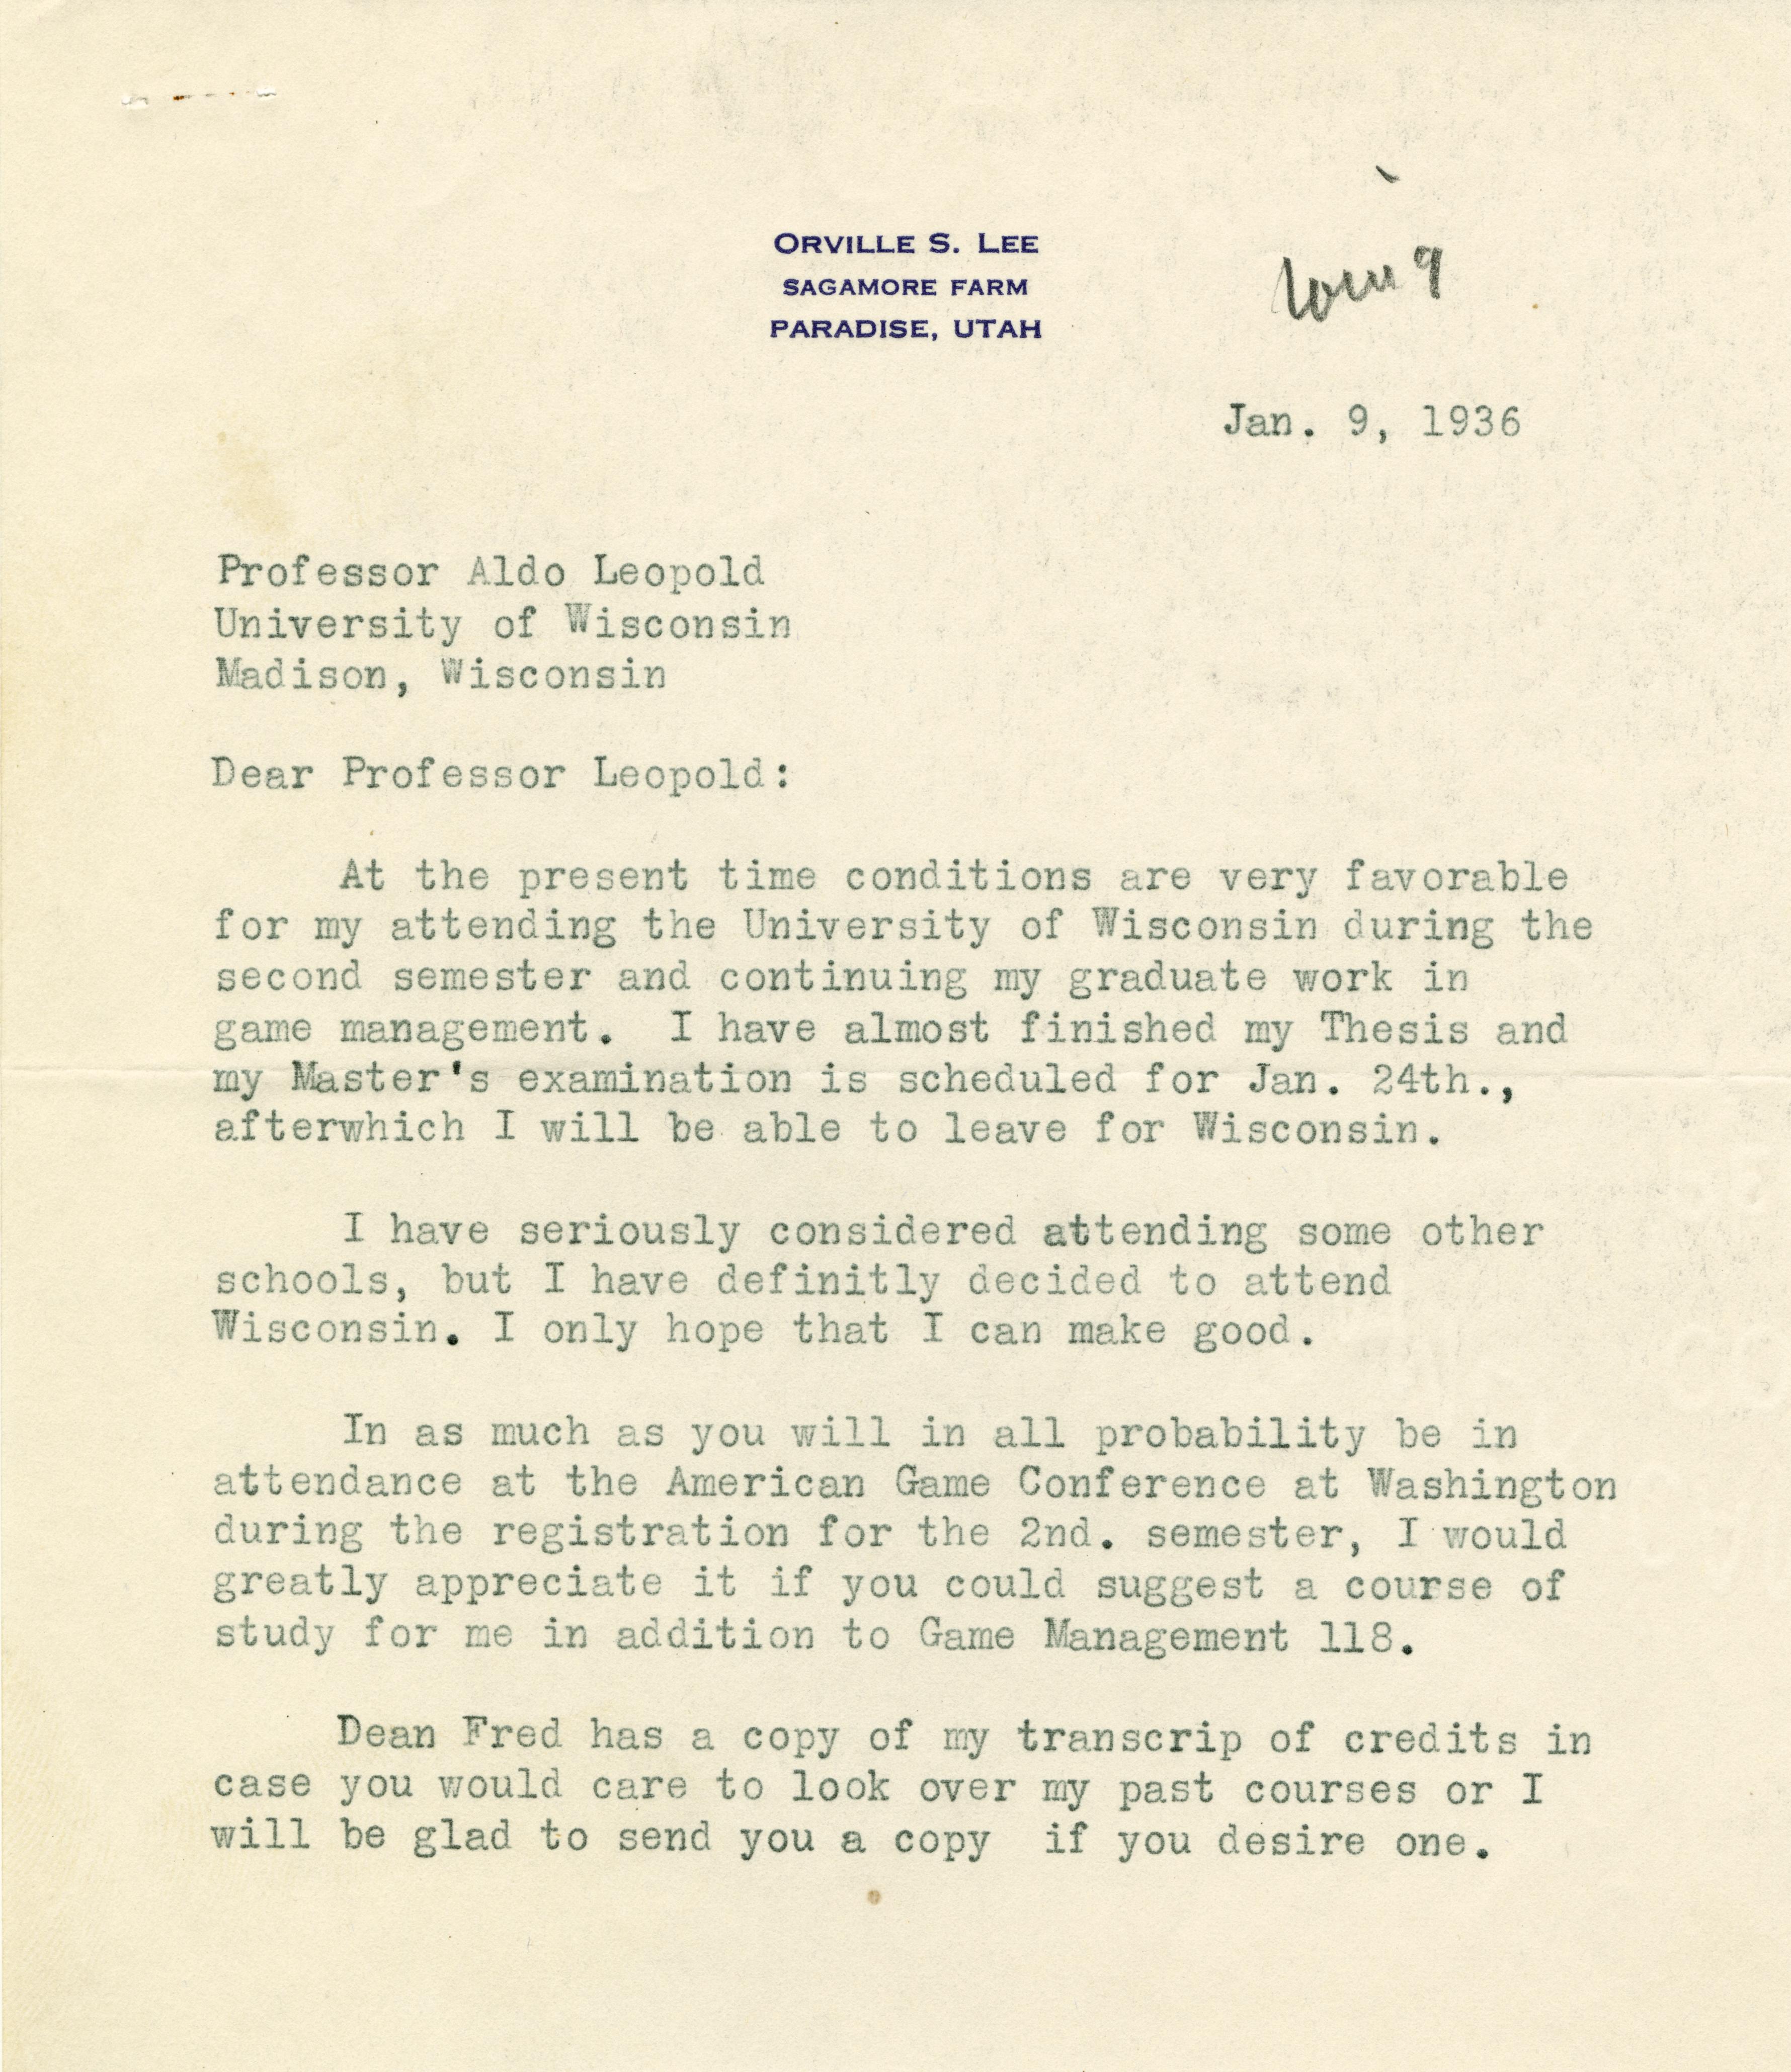 ORVILLE S. LEE
SAGAMORE FARM
PARADISE, UTAH
Jan. 9, 1936
Professor Aldo Leopold
University of Wisconsin
Madison, Wisconsin
Dear Professor Leopold:
At the present time conditions are very favorable
for my attending the University of Wisconsin during the
second semester and continuing my graduate work in
game management. I have almost finished my Thesis and
my Master's examination is scheduled for Jan. 24th.,
afterwhich I will be able to leave for Wisconsin.
I have seriously considered attending some other
schools, but I have definitly decided to attend
Wisconsin. I only hope that I can make good.
In as much as you will in all probability be in
attendance at the American Game Conference at Washington
during the registration for the 2nd. semester, I would
greatly appreciate it if you could suggest a course of
study for me in addition to Game Management 118.
Dean Fred has a copy of my transcrip of credits in
case you would care to look over my past courses or I
will be glad to send you a copy if you desire one.